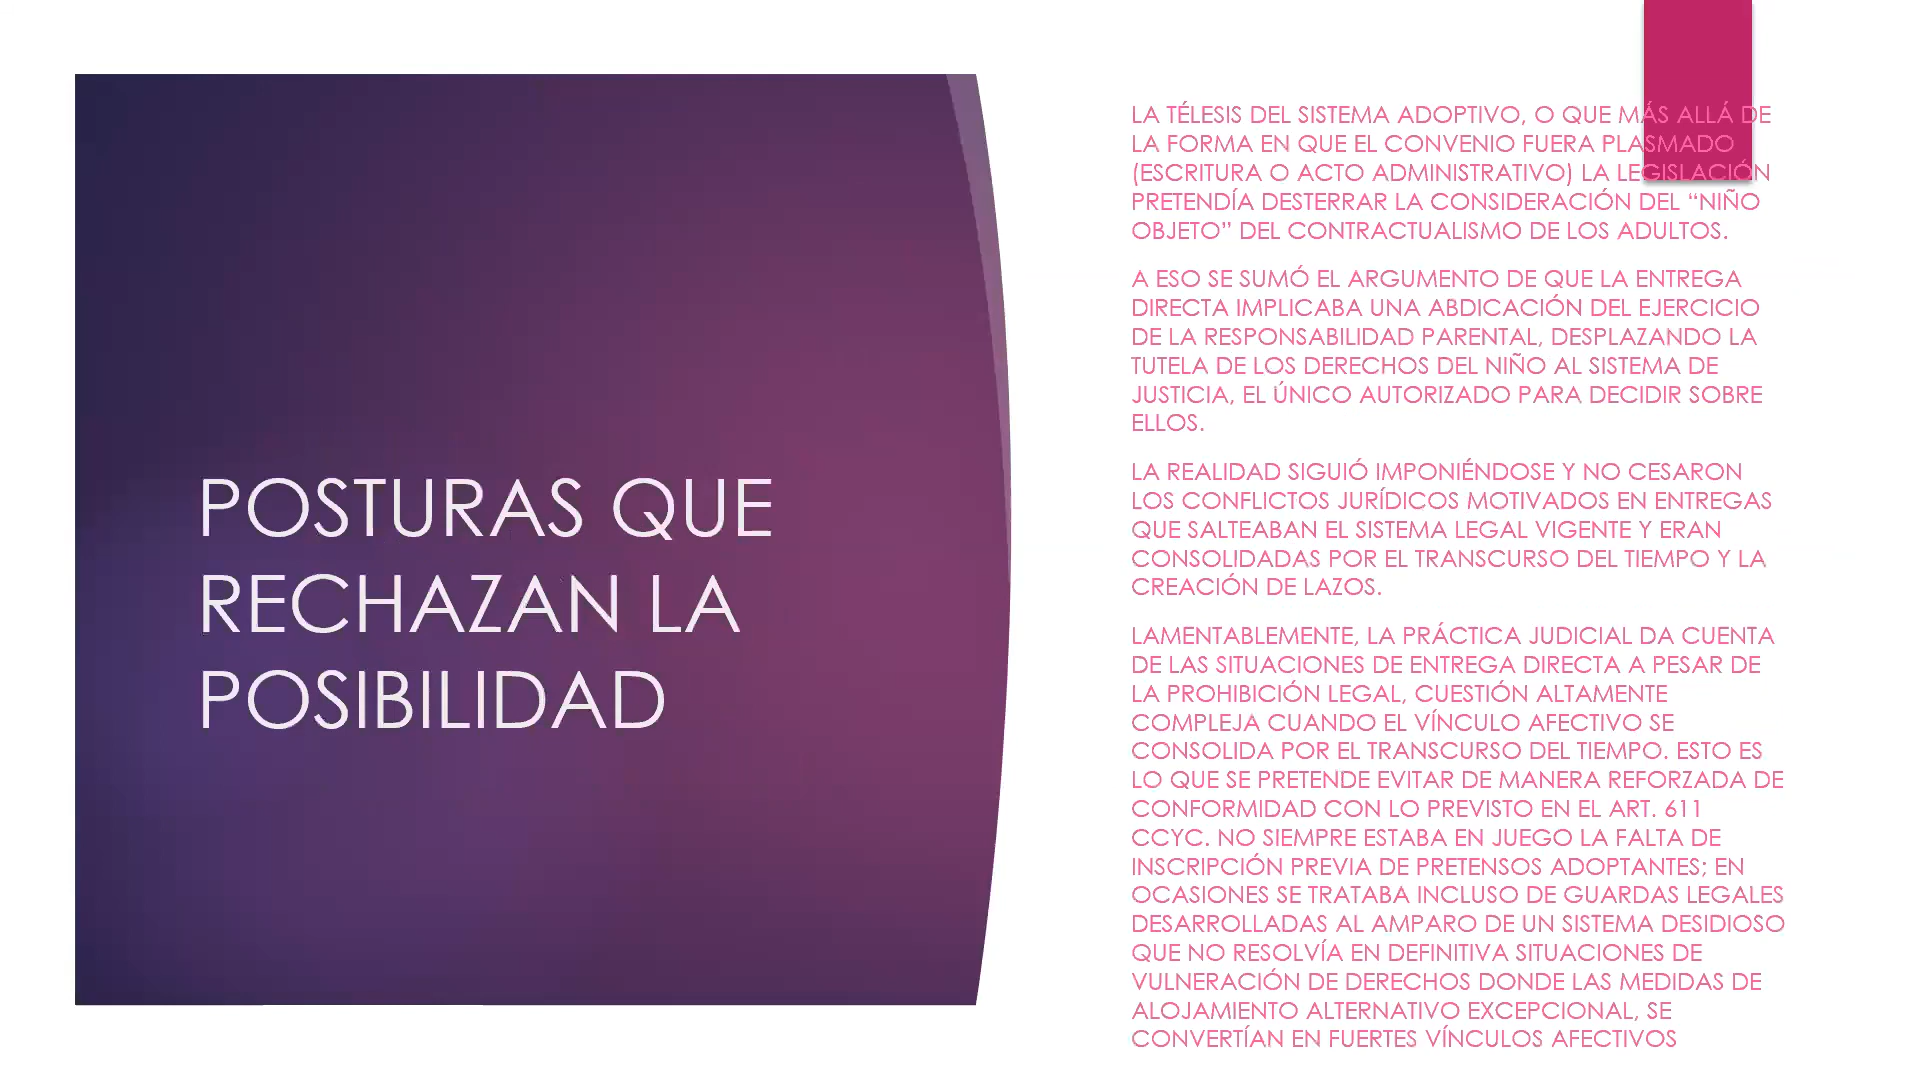 POSTURAS QUE
RECHAZAN LA
POSIBILIDAD
LA TÉLESIS DEL SISTEMA ADOPTIVO, O QUE MÁS ALLÁ DE
LA FORMA EN QUE EL CONVENIO FUERA PLASMADO
(ESCRITURA O ACTO ADMINISTRATIVO) LA LEGISLACIÓN
PRETENDÍA DESTERRAR LA CONSIDERACIÓN DEL “NIÑO
OBJETO” DEL CONTRACTUALISMO DE LOS ADULTOS.
A ESO SE SUMÓ EL ARGUMENTO DE QUE LA ENTREGA
DIRECTA IMPLICABA UNA ABDICACIÓN DEL EJERCICIO
DE LA RESPONSABILIDAD PARENTAL, DESPLAZANDO LA
TUTELA DE LOS DERECHOS DEL NIÑO AL SISTEMA DE
JUSTICIA, EL ÚNICO AUTORIZADO PARA DECIDIR SOBRE
ELLOS.
LA REALIDAD SIGUIÓ IMPONIÉNDOSE Y NO CESARON
LOS CONFLICTOS JURÍDICOS MOTIVADOS EN ENTREGAS
QUE SALTEABAN EL SISTEMA LEGAL VIGENTE Y ERAN
CONSOLIDADAS POR EL TRANSCURSO DEL TIEMPO Y LA
CREACIÓN DE LAZOS.
LAMENTABLEMENTE, LA PRÁCTICA JUDICIAL DA CUENTA
DE LAS SITUACIONES DE ENTREGA DIRECTA A PESAR DE
LA PROHIBICIÓN LEGAL, CUESTIÓN ALTAMENTE
COMPLEJA CUANDO EL VÍNCULO AFECTIVO SE
CONSOLIDA POR EL TRANSCURSO DEL TIEMPO. ESTO ES
LO QUE SE PRETENDE EVITAR DE MANERA REFORZADA DE
CONFORMIDAD CON LO PREVISTO EN EL ART. 611
CCYC. NO SIEMPRE ESTABA EN JUEGO LA FALTA DE
INSCRIPCIÓN PREVIA DE PRETENSOS ADOPTANTES; EN
OCASIONES SE TRATABA INCLUSO DE GUARDAS LEGALES
DESARROLLADAS AL AMPARO DE UN SISTEMA DESIDIOSO
QUE NO RESOLVÍA EN DEFINITIVA SITUACIONES DE
VULNERACIÓN DE DERECHOS DONDE LAS MEDIDAS DE
ALOJAMIENTO ALTERNATIVO EXCEPCIONAL, SE
CONVERTÍAN EN FUERTES VÍNCULOS AFECTIVOS